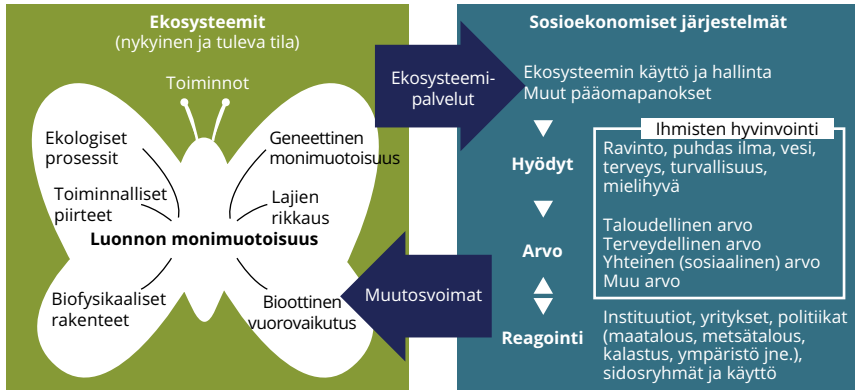 Ekosysteemit
(nykyinen ja tuleva tila)
Toiminnot
Ekologiset
prosessit
Geneettinen
monimuotoisuus
Toiminnalliset
piirteet
Lajien
rikkaus
Luonnon monimuotoisuus
Biofysikaaliset
rakenteet
Bioottinen
vuorovaikutus
Ekosysteemi-
palvelut
Muutosvoimat
Sosioekonomiset järjestelmät
Ekosysteemin käyttö ja hallinta
Muut pääomapanokset
Ihmisten hyvinvointi
Hyödyt
Ravinto, puhdas ilma, vesi,
terveys, turvallisuus,
mielihyvä
Arvo
Taloudellinen arvo
Terveydellinen arvo
Yhteinen (sosiaalinen) arvo
Muu arvo
Reagointi
Instituutiot, yritykset, politiikat
(maatalous, metsätalous,
kalastus, ympäristö jne.),
sidosryhmät ja käyttö